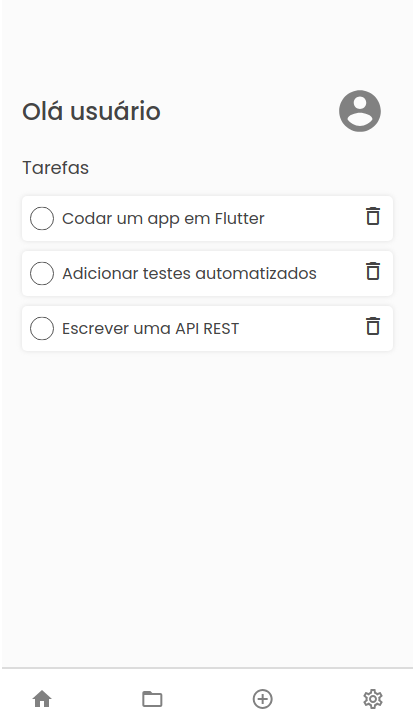 Olá usuário
Tarefas
Codar um app em Flutter
Adicionar testes automatizados
Escrever uma API REST